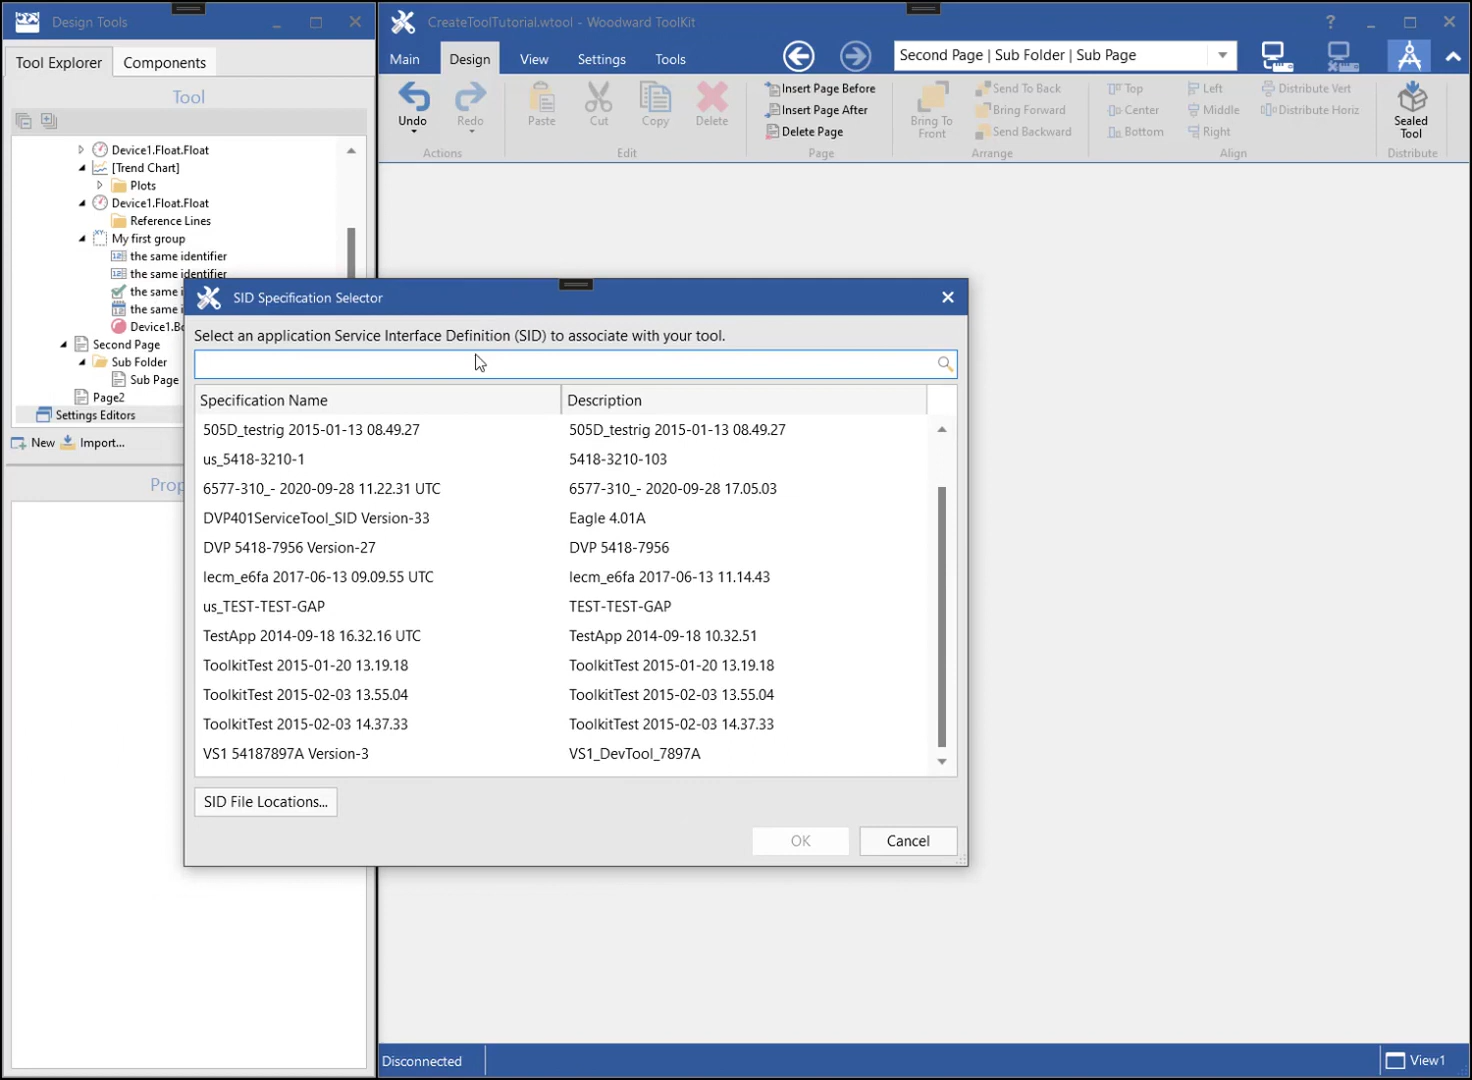 Design Tools
CreateToolTutorial.wtool - Woodward ToolKit
Tool Explorer
Components
Main
Design
View
Settings
Tools
Second Page | Sub Folder | Sub Page
Tool
Undo
Redo
Paste
Cut
Copy
Delete
Insert Page Before
Insert Page After
Delete Page
Bring To
Front
Send To Back
Bring Forward
Send Backward
Top
Center
Bottom
Left
Middle
Right
Distribute Vert
Distribute Horiz
Sealed
Tool
Actions
Edit
Page
Arrange
Align
Distribute
Device1.Float.Float
[Trend Chart]
Plots
Device1.Float.Float
Reference Lines
My first group
the same identifier
the same identifier
the same i
the same i
Device1.Bo
Second Page
Sub Folder
Sub Page
Page2
Settings Editors
New
Import...
Prop
SID Specification Selector
Select an application Service Interface Definition (SID) to associate with your tool.
Specification Name Description
505D_testrig 2015-01-13 08.49.27 505D_testrig 2015-01-13 08.49.27
us_5418-3210-1 5418-3210-103
6577-310_- 2020-09-28 11.22.31 UTC 6577-310_- 2020-09-28 17.05.03
DVP401ServiceTool_SID Version-33 Eagle 4.01A
DVP 5418-7956 Version-27 DVP 5418-7956
lecm_e6fa 2017-06-13 09.09.55 UTC lecm_e6fa 2017-06-13 11.14.43
us_TEST-TEST-GAP TEST-TEST-GAP
TestApp 2014-09-18 16.32.16 UTC TestApp 2014-09-18 10.32.51
ToolkitTest 2015-01-20 13.19.18 ToolkitTest 2015-01-20 13.19.18
ToolkitTest 2015-02-03 13.55.04 ToolkitTest 2015-02-03 13.55.04
ToolkitTest 2015-02-03 14.37.33 ToolkitTest 2015-02-03 14.37.33
VS1 54187897A Version-3 VS1_DevTool_7897A
SID File Locations...
OK
Cancel
Disconnected
View1